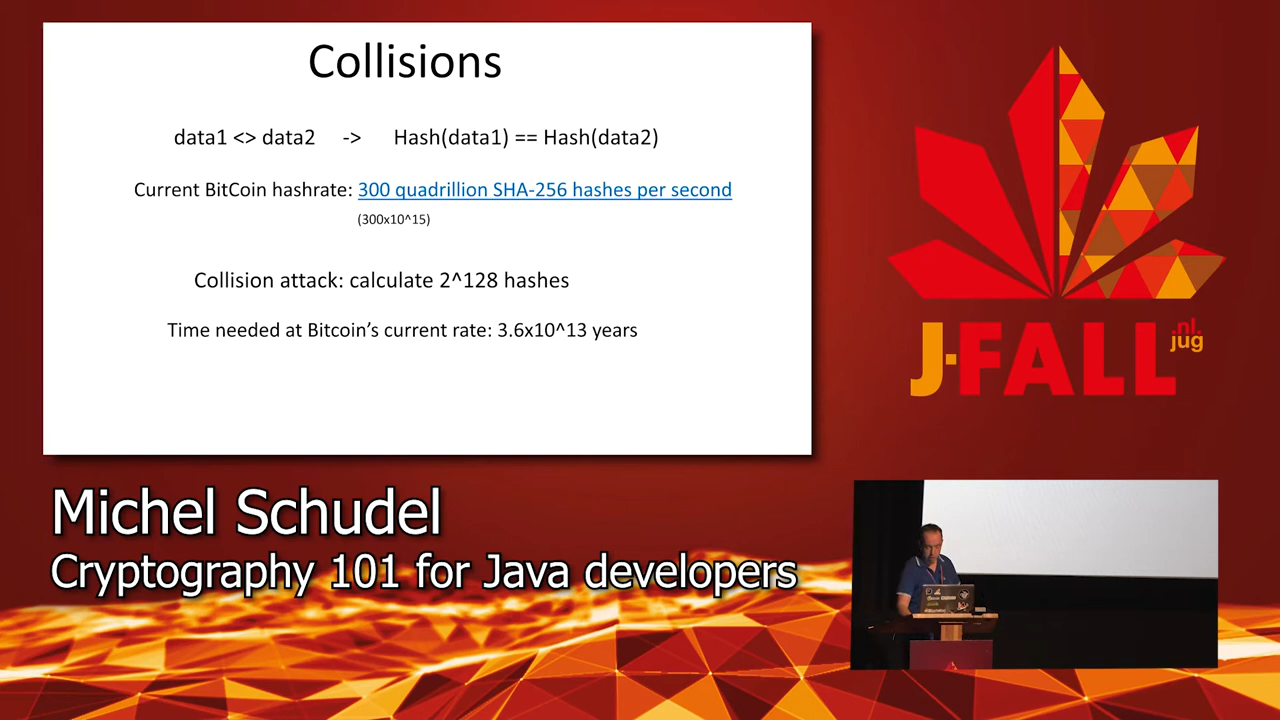 Collisions
data1 <> data2 -> Hash(data1) == Hash(data2)
Current BitCoin hashrate: 300 quadrillion SHA-256 hashes per second
(300x10^15)
Collision attack: calculate 2^128 hashes
Time needed at Bitcoin’s current rate: 3.6x10^13 years
nl.
jug
J-FALL
Michel Schudel
Cryptography 101 for Java developers